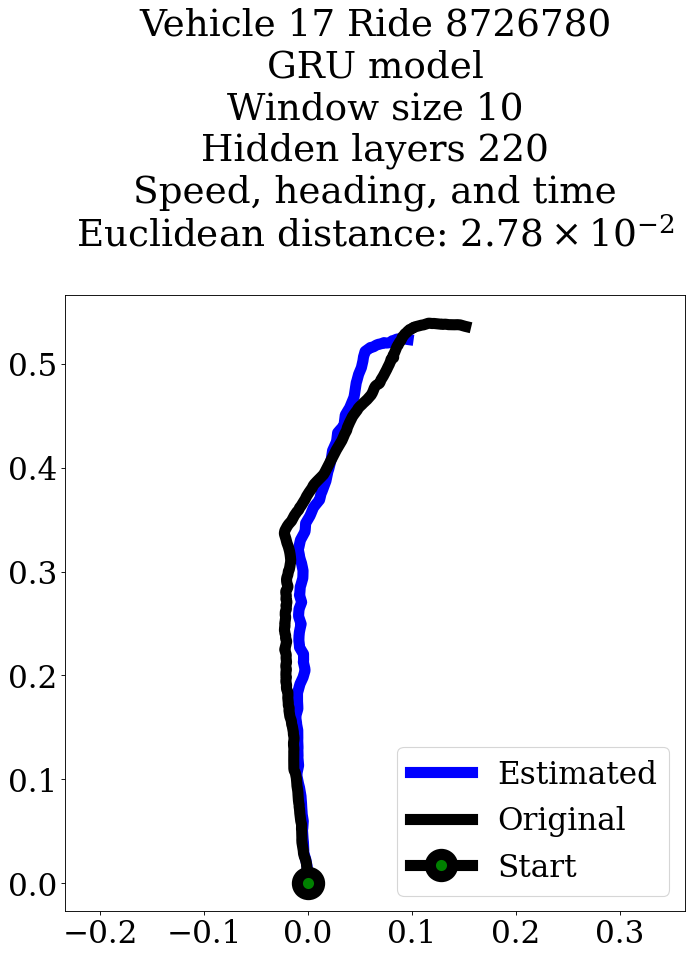 Vehicle 17 Ride 8726780
GRU model
Window size 10
Hidden layers 220
Speed, heading, and time
Euclidean distance: 2.78 × 10⁻²
0.5
0.4
0.3
0.2
0.1
0.0
Estimated
Original
Start
−0.2 −0.1 0.0 0.1 0.2 0.3